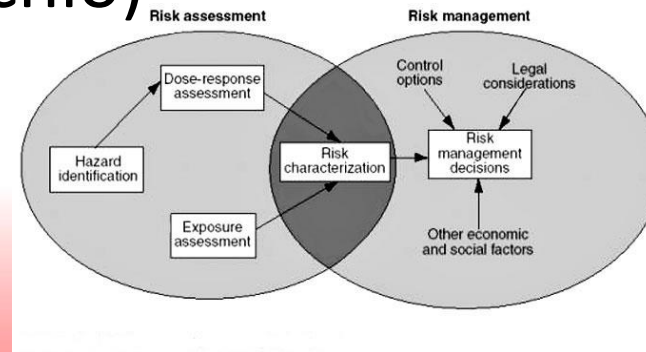 Risk assessment
Risk management
Dose-response
assessment
Hazard
identification
Exposure
assessment
Risk
characterization
Control
options
Legal
considerations
Risk
management
decisions
Other economic
and social factors